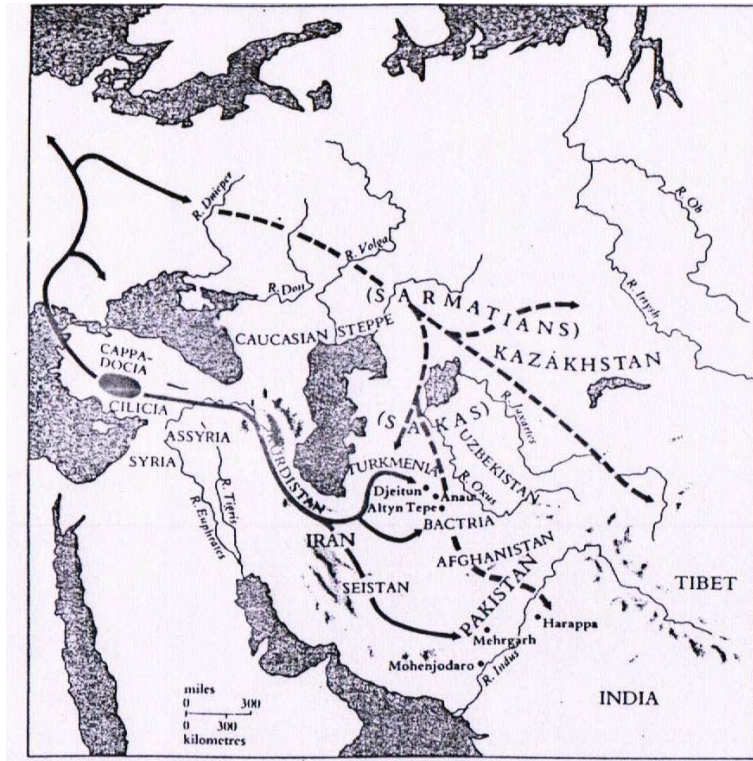 R. Dnieper
R. Ob
R. Volga
R. Irtysh
R. Don
(SARMATIANS)
CAUCASIAN STEPPE
CAPPA-
DOCIA
KAZAKHSTAN
CILICIA
(SAKAS)
R. Jaxartes
ASSYRIA
SYRIA
TURKMENIA
UZBEKISTAN
KURDISTAN
R. Tigris
R. Oxus
Djeitun
Anau
Altyn Tepe
R. Euphrates
BACTRIA
IRAN
AFGHANISTAN
SEISTAN
PAKISTAN
TIBET
Harappa
Mehrgarh
Mohenjodaro
R. Indus
miles
0 300
0 300
kilometres
INDIA